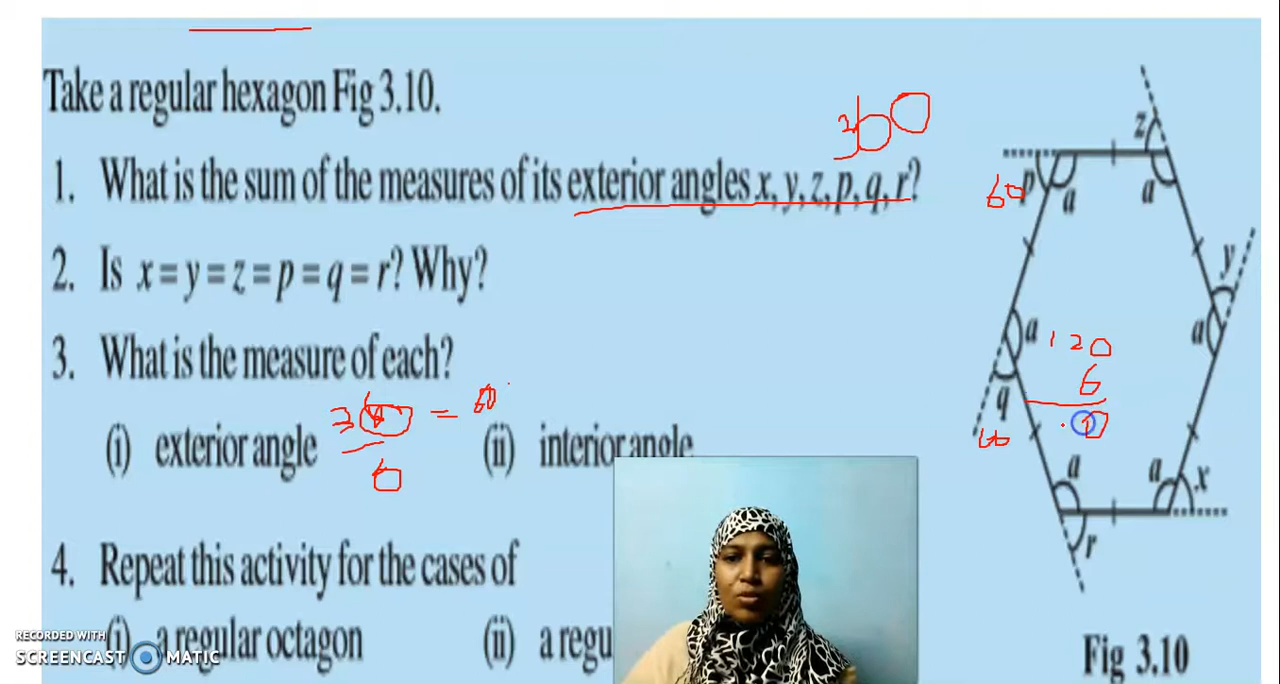 Take a regular hexagon Fig 3.10.
360
1. What is the sum of the measures of its exterior angles x, y, z, p, q, r?
2. Is x = y = z = p = q = r? Why?
3. What is the measure of each?
360 = 60
6
(i) exterior angle (ii) interior angle
4. Repeat this activity for the cases of
(i) a regular octagon (ii) a regu
z
60 p a a
y
a 120 a
6
q 0
60
a a x
r
Fig 3.10
RECORDED WITH
SCREENCAST MATIC